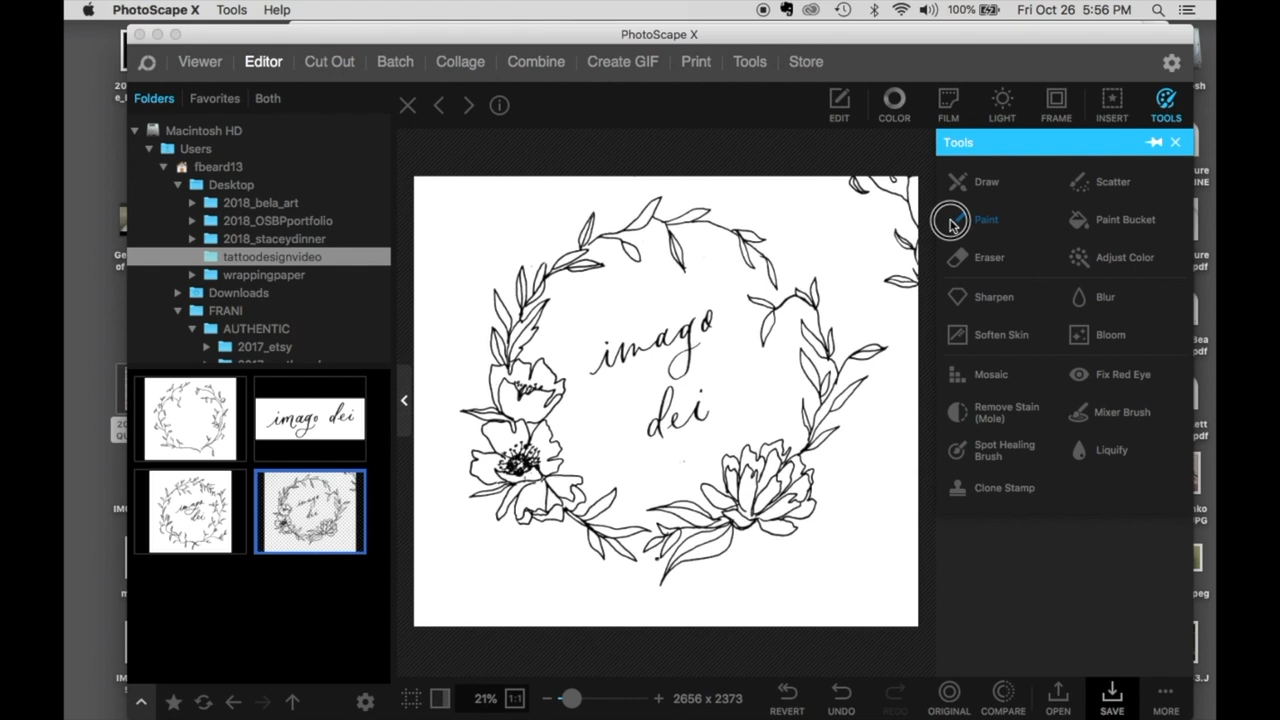 PhotoScape X Tools Help 100% Fri Oct 26 5:56 PM
PhotoScape X
Viewer Editor Cut Out Batch Collage Combine Create GIF Print Tools Store
Folders Favorites Both
EDIT COLOR FILM LIGHT FRAME INSERT TOOLS
Macintosh HD
Users
fbeard13
Desktop
2018_bela_art
2018_OSBPportfolio
2018_staceydinner
tattoodesignvideo
wrappingpaper
Downloads
FRANI
AUTHENTIC
2017_etsy
Tools
Draw Scatter
Paint Paint Bucket
Eraser Adjust Color
Sharpen Blur
Soften Skin Bloom
Mosaic Fix Red Eye
Remove Stain (Mole) Mixer Brush
Spot Healing Brush Liquify
Clone Stamp
imago
dei
imago dei
imago
dei
21% 1:1 2656 x 2373
REVERT UNDO REDO ORIGINAL COMPARE OPEN SAVE MORE